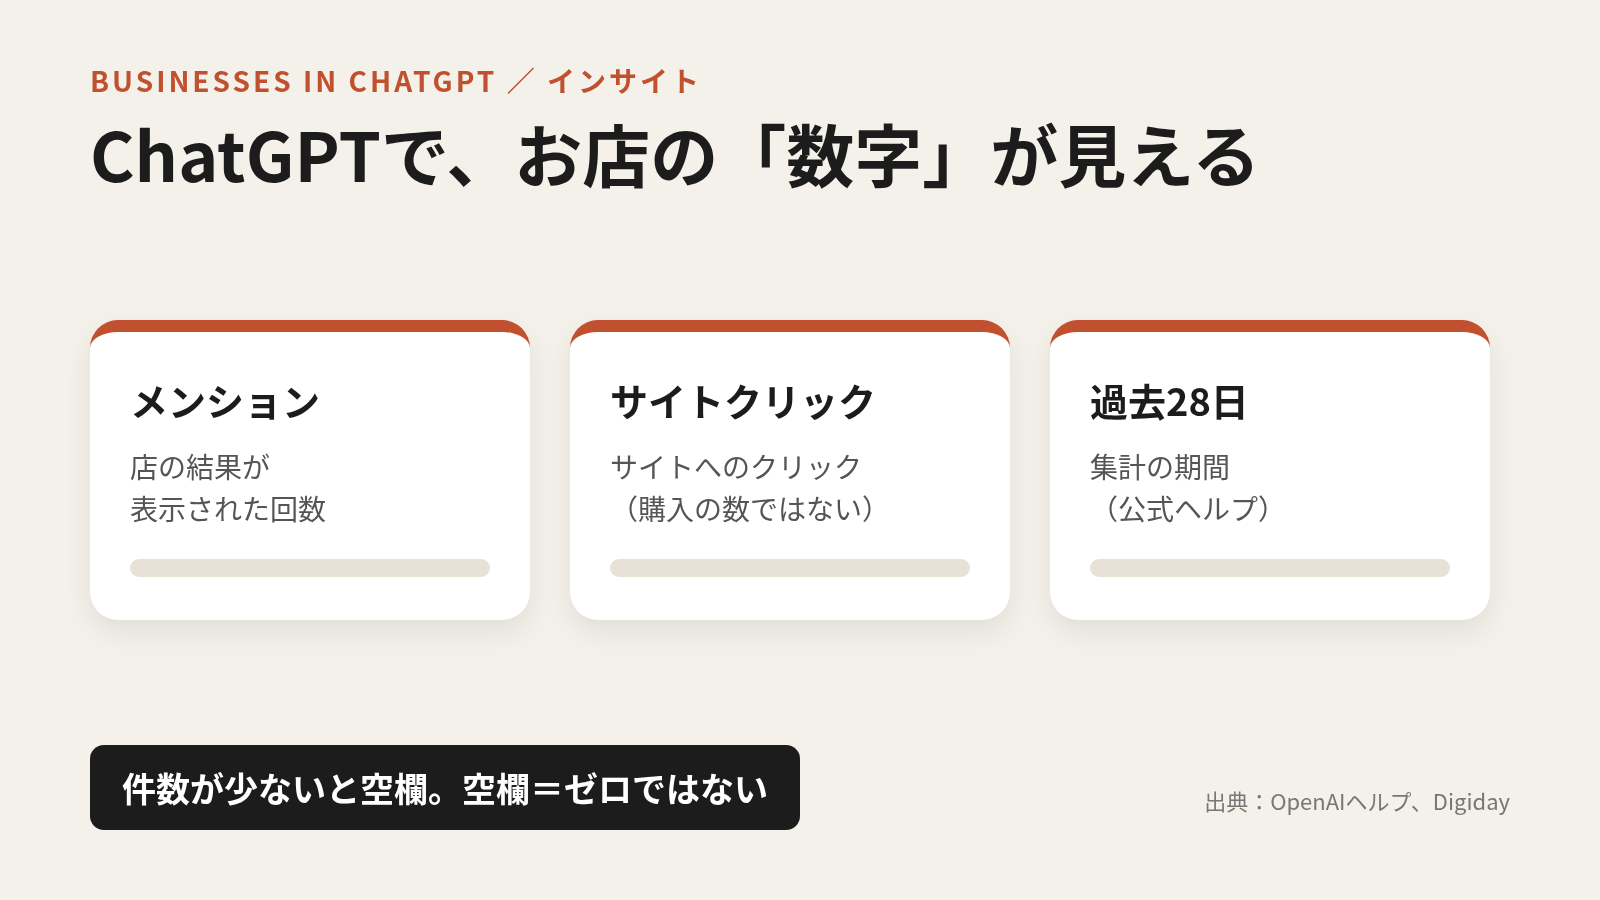 BUSINESSES IN CHATGPT ／ インサイト
ChatGPTで、お店の「数字」が見える
メンション
店の結果が
表示された回数
サイトクリック
サイトへのクリック
（購入の数ではない）
過去28日
集計の期間
（公式ヘルプ）
件数が少ないと空欄。空欄＝ゼロではない
出典：OpenAIヘルプ、Digiday